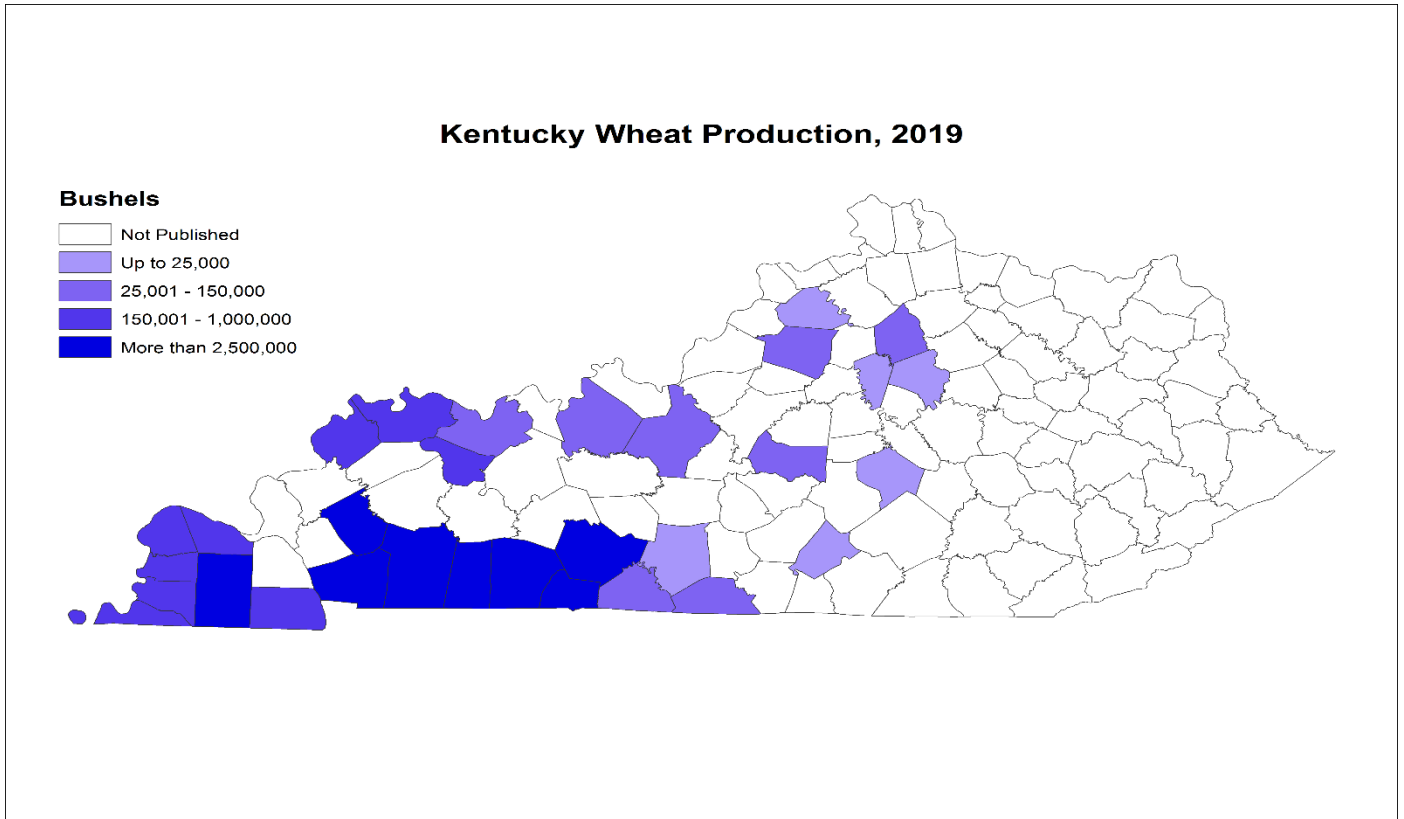 Kentucky Wheat Production, 2019
Bushels
Not Published
Up to 25,000
25,001 - 150,000
150,001 - 1,000,000
More than 2,500,000